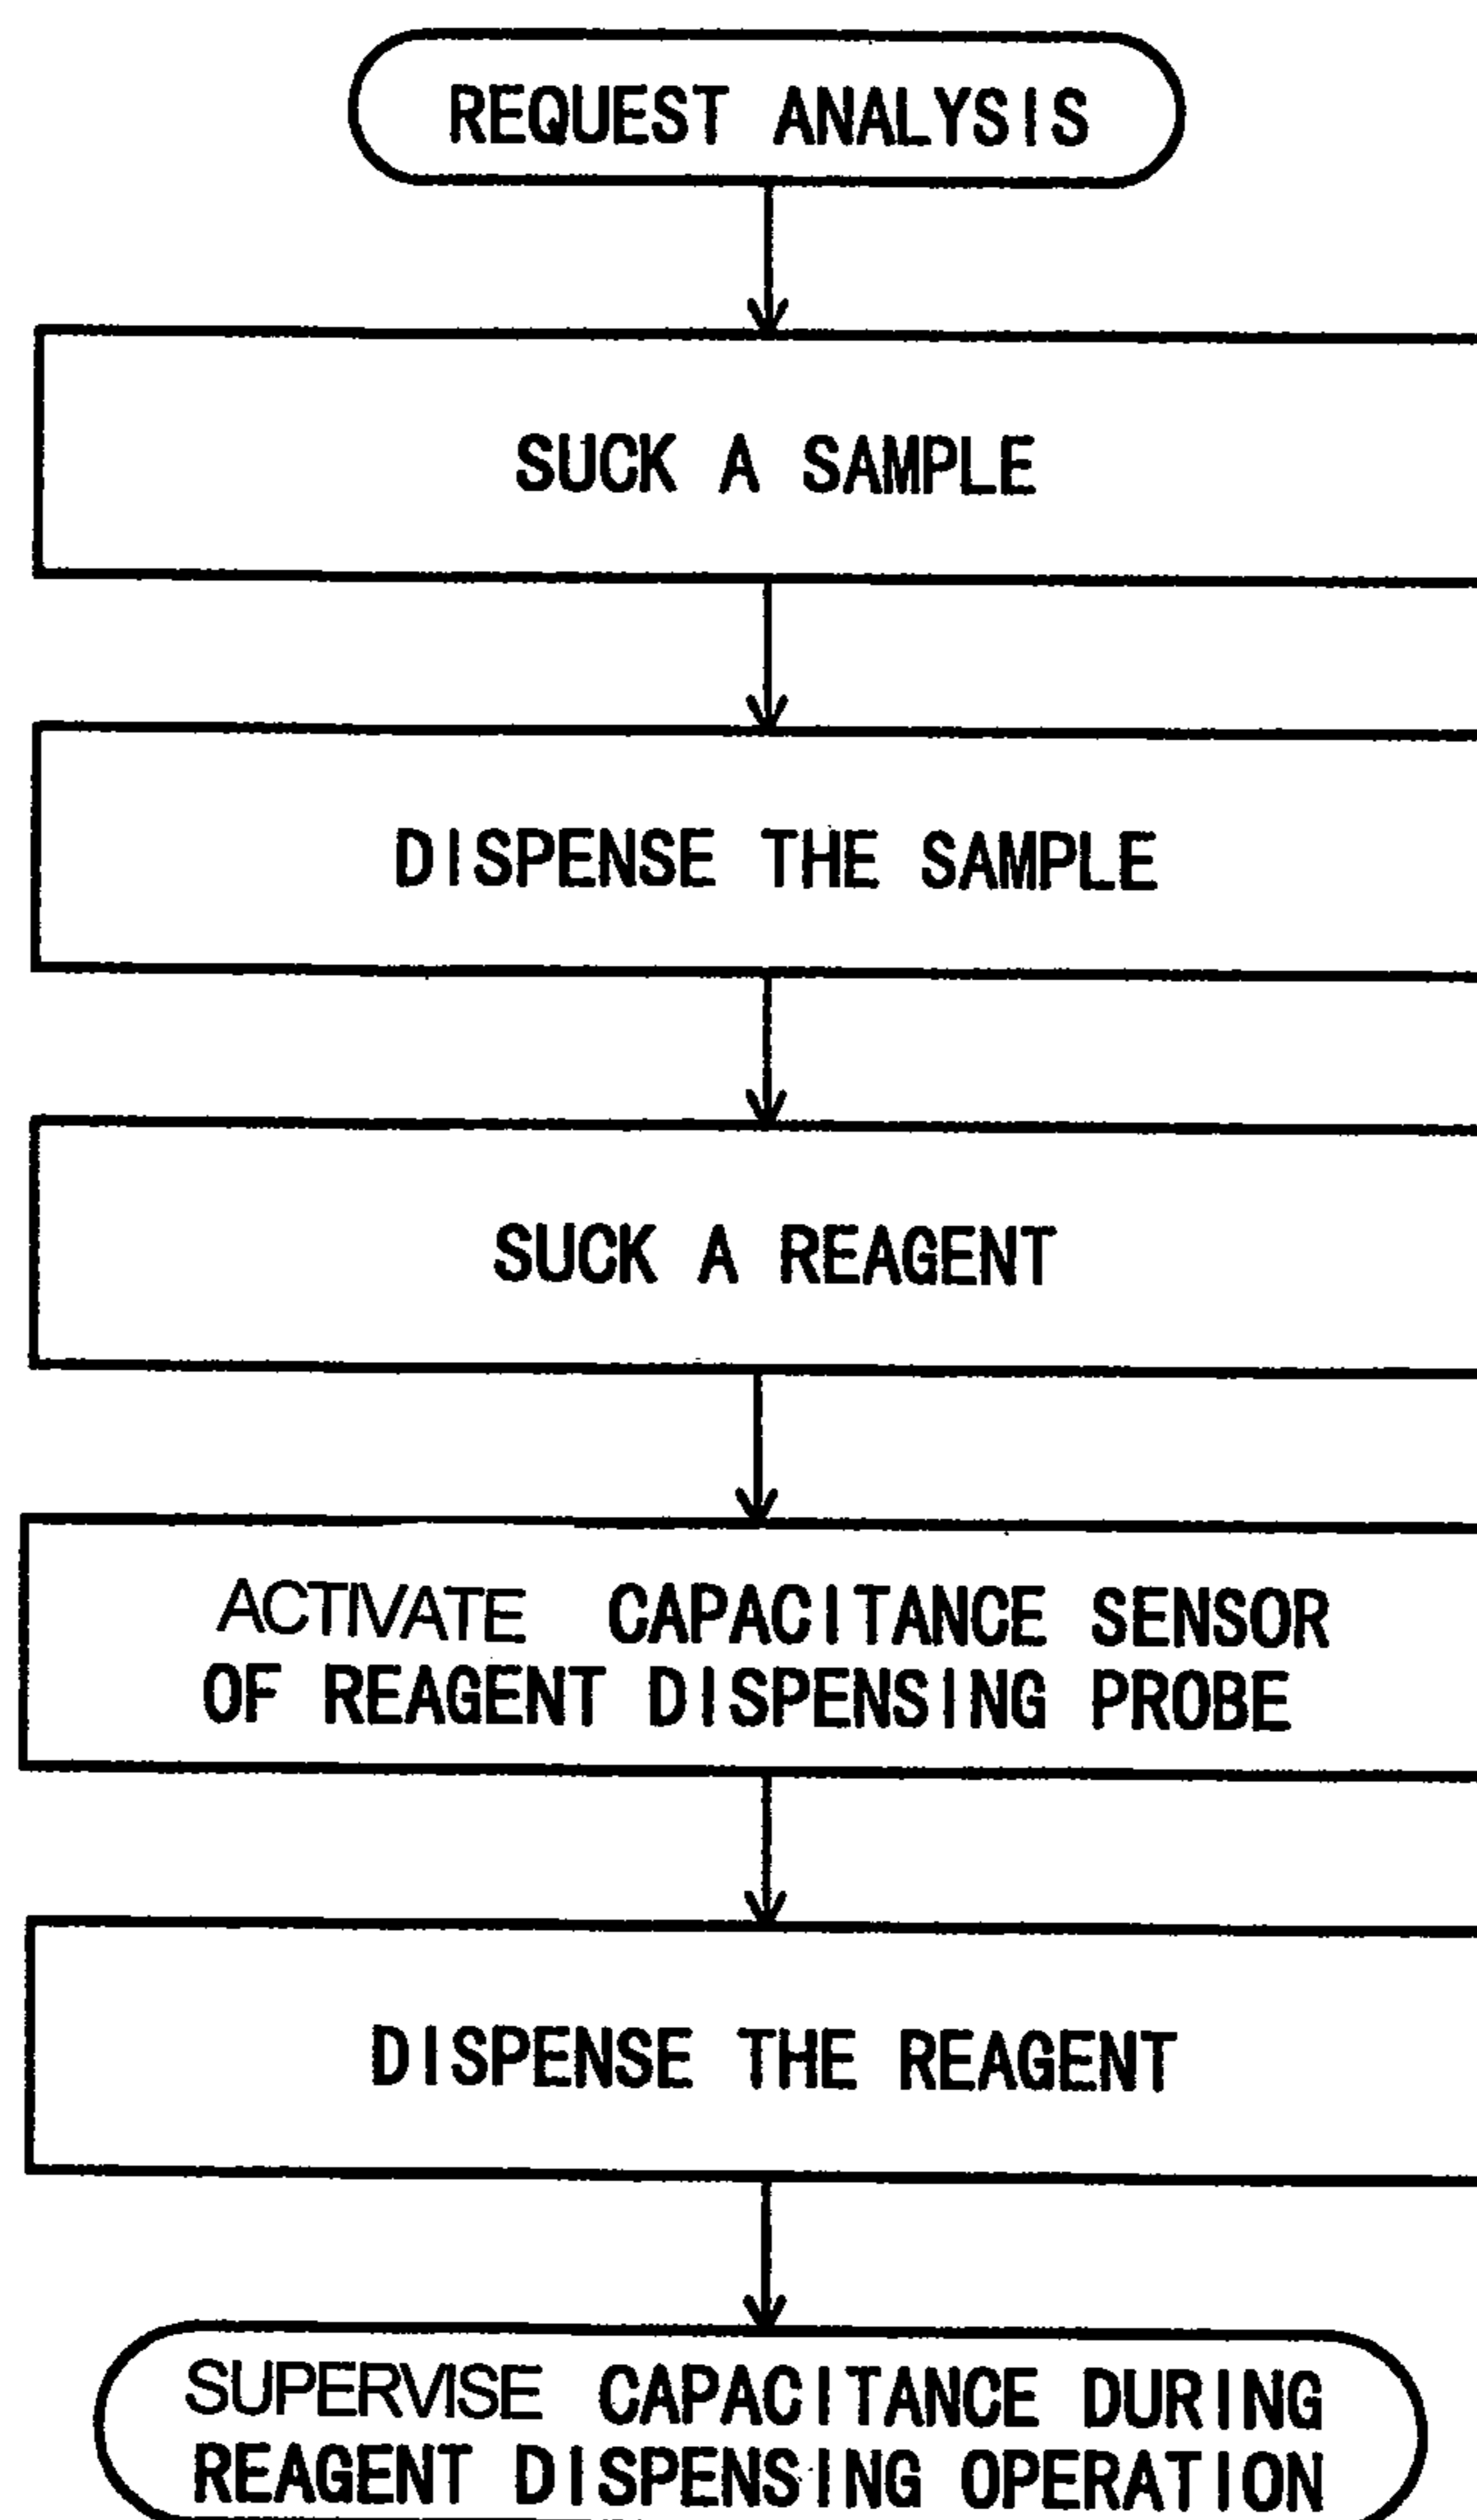 REQUEST ANALYSIS
SUCK A SAMPLE
DISPENSE THE SAMPLE
SUCK A REAGENT
ACTIVATE CAPACITANCE SENSOR
OF REAGENT DISPENSING PROBE
DISPENSE THE REAGENT
SUPERVISE CAPACITANCE DURING
REAGENT DISPENSING OPERATION